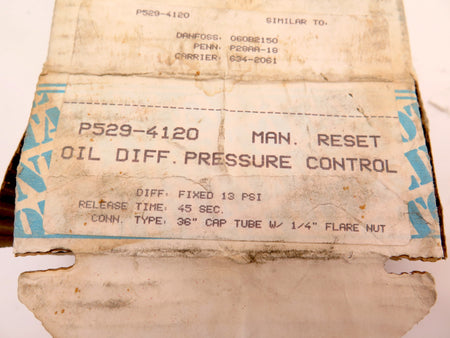 P529-4120 SIMILAR TO,
DANFOSS: 060B2150
PENN: P28AA-18
CARRIER: 634-2061
P529-4120 MAN. RESET
OIL DIFF. PRESSURE CONTROL
DIFF: FIXED 13 PSI
RELEASE TIME: 45 SEC.
CONN. TYPE: 36" CAP TUBE W/ 1/4" FLARE NUT